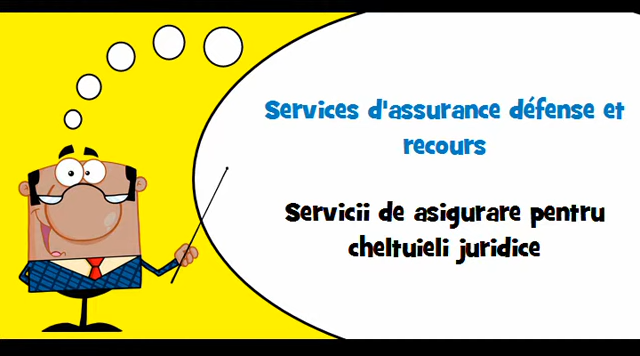 Services d'assurance défense et
recours
Servicii de asigurare pentru
cheltuieli juridice